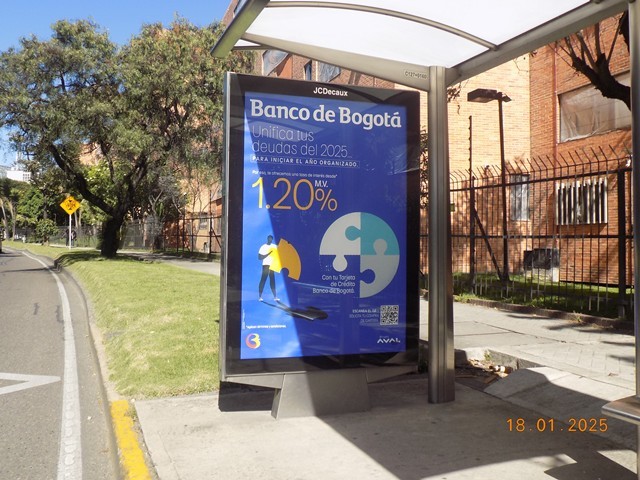 JCDecaux
Banco de Bogotá
Unifica tus
deudas del 2025
PARA INICIAR EL AÑO ORGANIZADO.
1.20%
M.V.
Con tu Tarjeta
de Crédito
Banco de Bogotá.
AVAL
18.01.2025